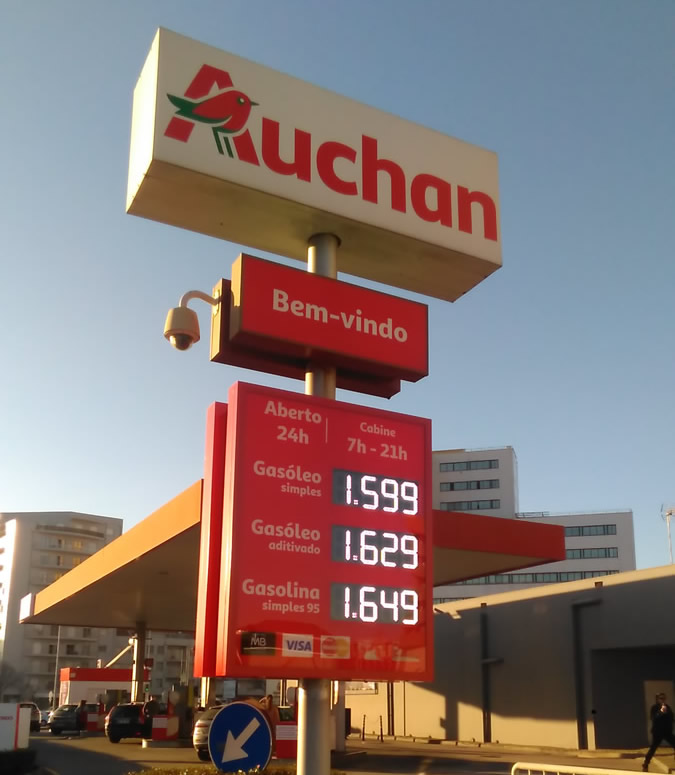 Auchan
Bem-vindo
Aberto
24h
Cabine
7h - 21h
Gasóleo
simples
1.599
Gasóleo
aditivado
1.629
Gasolina
simples 95
1.649
MB
VISA